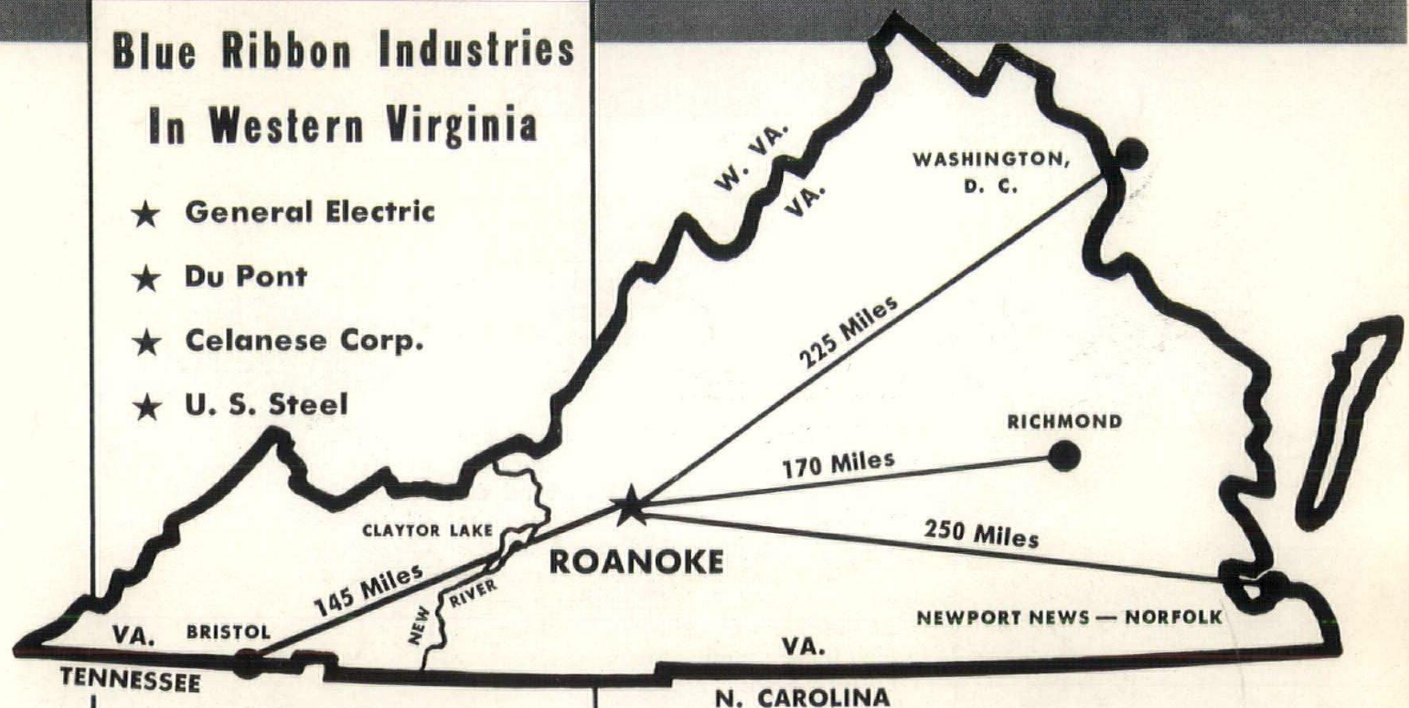 Blue Ribbon Industries
In Western Virginia
★ General Electric
★ Du Pont
★ Celanese Corp.
★ U. S. Steel
W. VA.
VA.
WASHINGTON,
D. C.
225 Miles
RICHMOND
170 Miles
250 Miles
CLAYTOR LAKE
ROANOKE
145 Miles
NEW RIVER
NEWPORT NEWS — NORFOLK
VA.
BRISTOL
VA.
TENNESSEE
N. CAROLINA